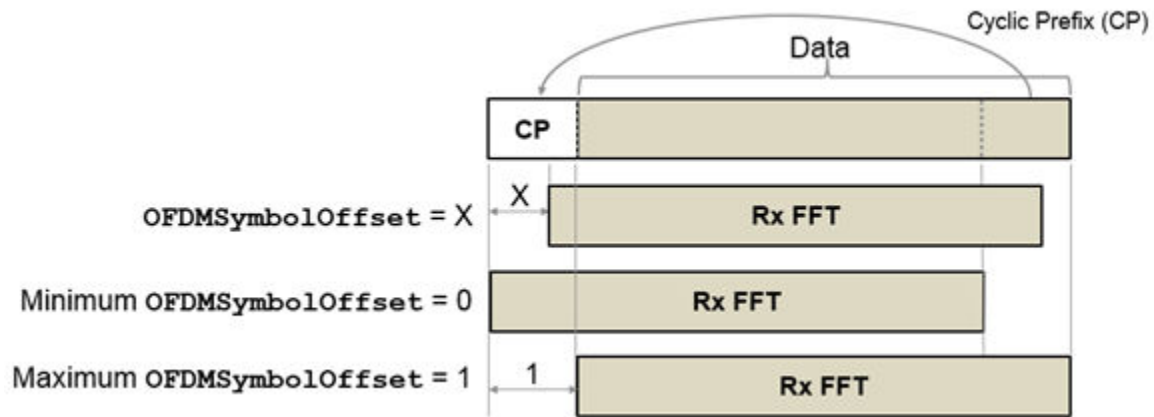 Cyclic Prefix (CP)
Data
CP
X
OFDMSymbolOffset = X
Rx FFT
Minimum OFDMSymbolOffset = 0
Rx FFT
Maximum OFDMSymbolOffset = 1
1
Rx FFT